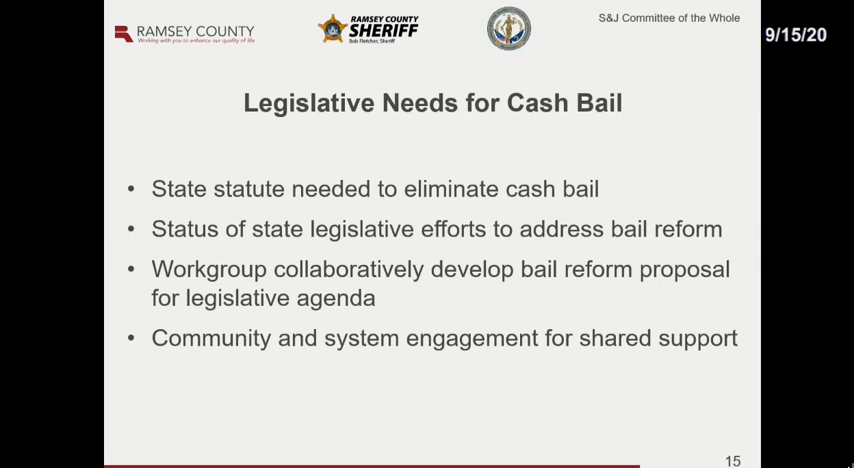 RAMSEY COUNTY
Working with you to enhance our quality of life
RAMSEY COUNTY
SHERIFF
Bob Fletcher, Sheriff
S&J Committee of the Whole
9/15/20
Legislative Needs for Cash Bail
• State statute needed to eliminate cash bail
• Status of state legislative efforts to address bail reform
• Workgroup collaboratively develop bail reform proposal
for legislative agenda
• Community and system engagement for shared support
15